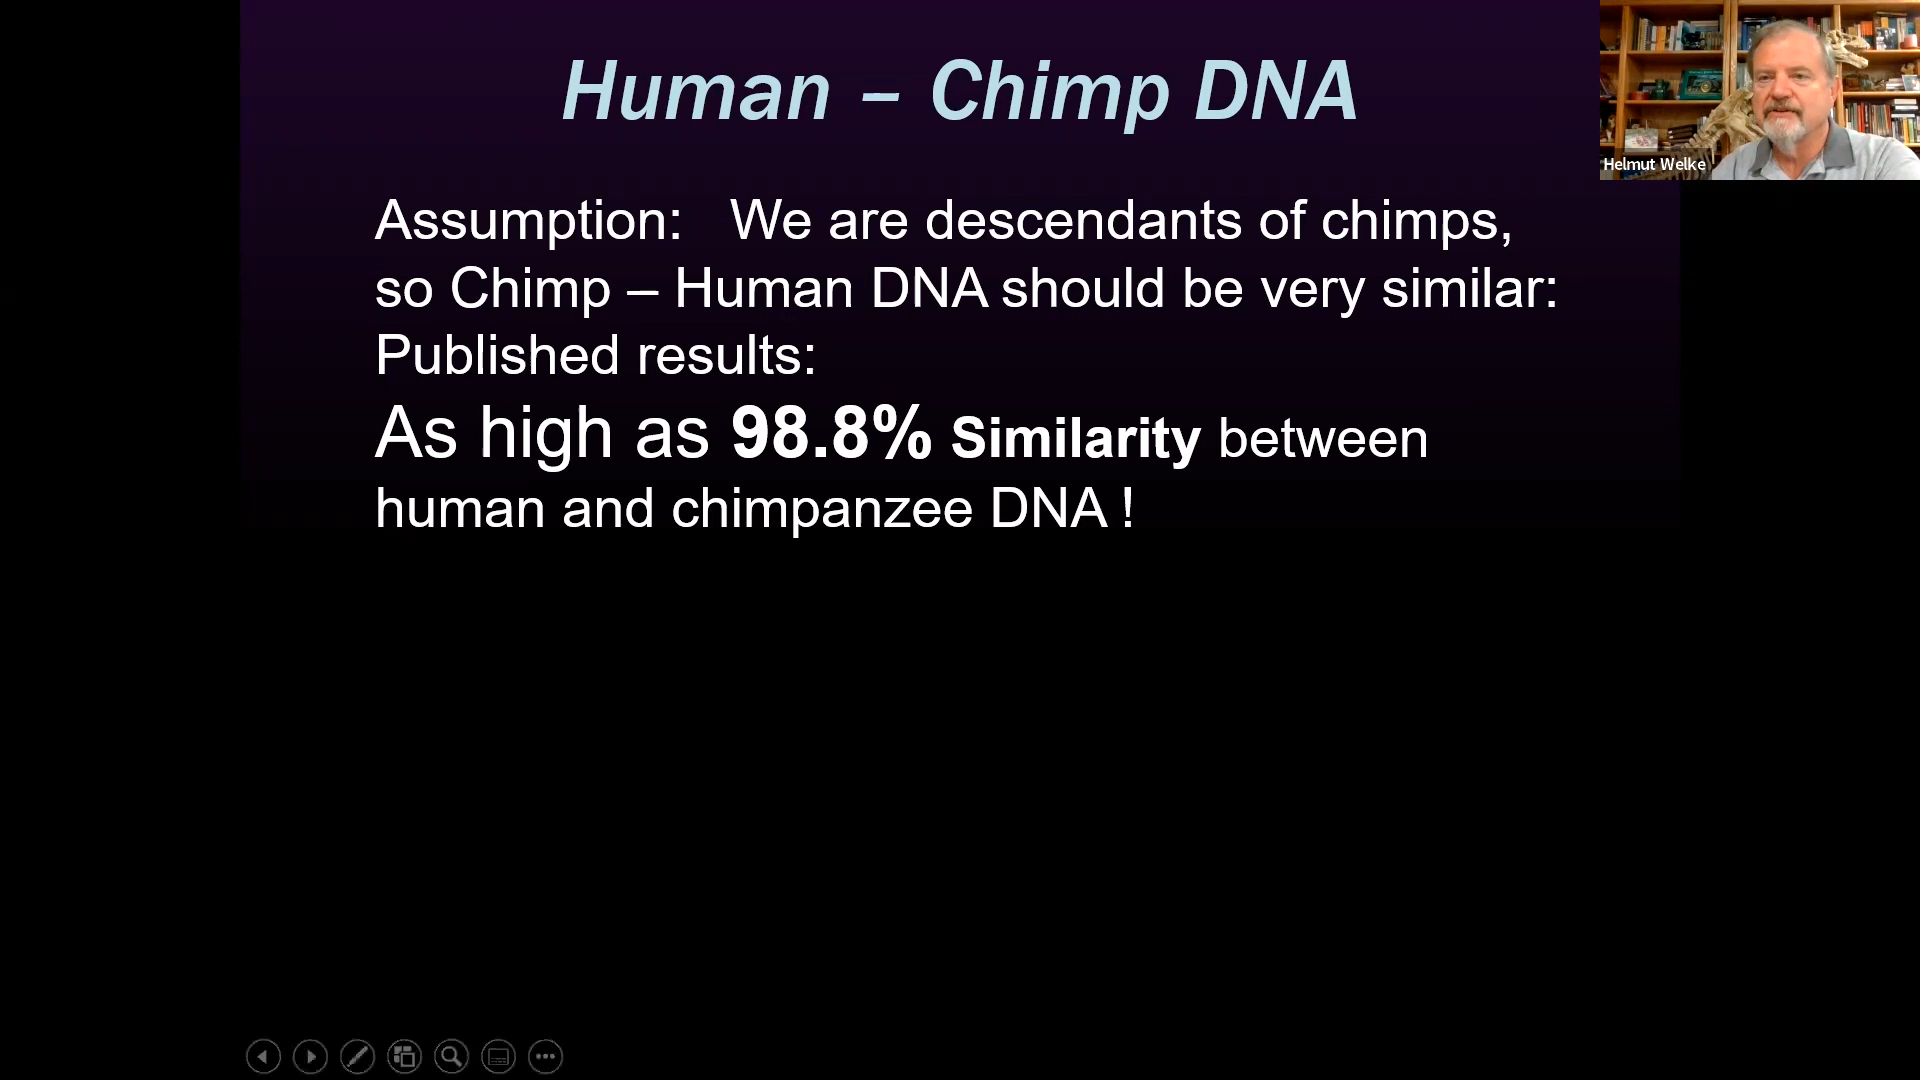 Human – Chimp DNA
Helmut Welke
Assumption: We are descendants of chimps,
so Chimp – Human DNA should be very similar:
Published results:
As high as 98.8% Similarity between
human and chimpanzee DNA !